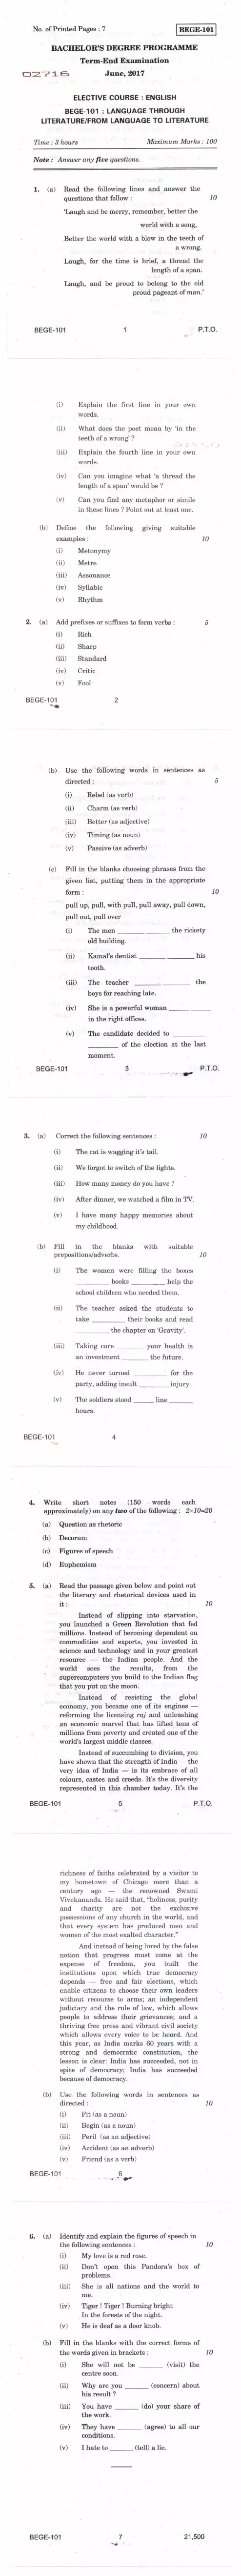 No. of Printed Pages : 7
BEGE-101
BACHELOR'S DEGREE PROGRAMME
Term-End Examination
02716
June, 2017
ELECTIVE COURSE : ENGLISH
BEGE-101 : LANGUAGE THROUGH
LITERATURE/FROM LANGUAGE TO LITERATURE
Time : 3 hours Maximum Marks : 100
Note : Answer any five questions.
1. (a) Read the following lines and answer the
questions that follow : 10
'Laugh and be merry, remember, better the
world with a song,
Better the world with a blow in the teeth of
a wrong.
Laugh, for the time is brief, a thread the
length of a span.
Laugh, and be proud to belong to the old
proud pageant of man.'
BEGE-101 1 P.T.O.
(i) Explain the first line in your own
words.
(ii) What does the poet mean by 'in the
teeth of a wrong' ?
(iii) Explain the fourth line in your own
words.
(iv) Can you imagine what 'a thread the
length of a span' would be ?
(v) Can you find any metaphor or simile
in these lines ? Point out at least one.
(b) Define the following giving suitable
examples : 10
(i) Metonymy
(ii) Metre
(iii) Assonance
(iv) Syllable
(v) Rhythm
2. (a) Add prefixes or suffixes to form verbs : 5
(i) Rich
(ii) Sharp
(iii) Standard
(iv) Critic
(v) Fool
BEGE-101 2
(b) Use the following words in sentences as
directed : 5
(i) Rebel (as verb)
(ii) Charm (as verb)
(iii) Better (as adjective)
(iv) Timing (as noun)
(v) Passive (as adverb)
(c) Fill in the blanks choosing phrases from the
given list, putting them in the appropriate
form : 10
pull up, pull, with pull, pull away, pull down,
pull out, pull over
(i) The men ______ ______ the rickety
old building.
(ii) Kamal's dentist ______ ______ his
tooth.
(iii) The teacher ______ ______ the
boys for reaching late.
(iv) She is a powerful woman ______ ______
in the right offices.
(v) The candidate decided to ______
______ of the election at the last
moment.
BEGE-101 3 P.T.O.
3. (a) Correct the following sentences : 10
(i) The cat is wagging it's tail.
(ii) We forgot to switch of the lights.
(iii) How many money do you have ?
(iv) After dinner, we watched a film in TV.
(v) I have many happy memories about
my childhood.
(b) Fill in the blanks with suitable
prepositions/adverbs. 10
(i) The women were filling the boxes
______ books ______ help the
school children who needed them.
(ii) The teacher asked the students to
take ______ their books and read
______ the chapter on 'Gravity'.
(iii) Taking care ______ your health is
an investment ______ the future.
(iv) He never turned ______ for the
party, adding insult ______ injury.
(v) The soldiers stood ______ line ______
hours.
BEGE-101 4
4. Write short notes (150 words each
approximately) on any two of the following : 2×10=20
(a) Question as rhetoric
(b) Decorum
(c) Figures of speech
(d) Euphemism
5. (a) Read the passage given below and point out
the literary and rhetorical devices used in
it : 10
Instead of slipping into starvation,
you launched a Green Revolution that fed
millions. Instead of becoming dependent on
commodities and exports, you invested in
science and technology and in your greatest
resource — the Indian people. And the
world sees the results, from the
supercomputers you build to the Indian flag
that you put on the moon.
Instead of resisting the global
economy, you became one of its engines —
reforming the licensing raj and unleashing
an economic marvel that has lifted tens of
millions from poverty and created one of the
world's largest middle classes.
Instead of succumbing to division, you
have shown that the strength of India — the
very idea of India — is its embrace of all
colours, castes and creeds. It's the diversity
represented in this chamber today. It's the
BEGE-101 5 P.T.O.
richness of faiths celebrated by a visitor to
my hometown of Chicago more than a
century ago — the renowned Swami
Vivekananda. He said that, "holiness, purity
and charity are not the exclusive
possessions of any church in the world, and
that every system has produced men and
women of the most exalted character."
And instead of being lured by the false
notion that progress must come at the
expense of freedom, you built the
institutions upon which true democracy
depends — free and fair elections, which
enable citizens to choose their own leaders
without recourse to arms; an independent
judiciary and the rule of law, which allows
people to address their grievances; and a
thriving free press and vibrant civil society
which allows every voice to be heard. And
this year, as India marks 60 years with a
strong and democratic constitution, the
lesson is clear: India has succeeded, not in
spite of democracy; India has succeeded
because of democracy.
(b) Use the following words in sentences as
directed : 10
(i) Fit (as a noun)
(ii) Begin (as a noun)
(iii) Peril (as an adjective)
(iv) Accident (as an adverb)
(v) Friend (as a verb)
BEGE-101 6
6. (a) Identify and explain the figures of speech in
the following sentences : 10
(i) My love is a red rose.
(ii) Don't open this Pandora's box of
problems.
(iii) She is all nations and the world to
me.
(iv) Tiger ! Tiger ! Burning bright
In the forests of the night.
(v) He is deaf as a door knob.
(b) Fill in the blanks with the correct forms of
the words given in brackets : 10
(i) She will not be ______ (visit) the
centre soon.
(ii) Why are you ______ (concern) about
his result ?
(iii) You have ______ (do) your share of
the work.
(iv) They have ______ (agree) to all our
conditions.
(v) I hate to ______ (tell) a lie.
BEGE-101 7 21,500